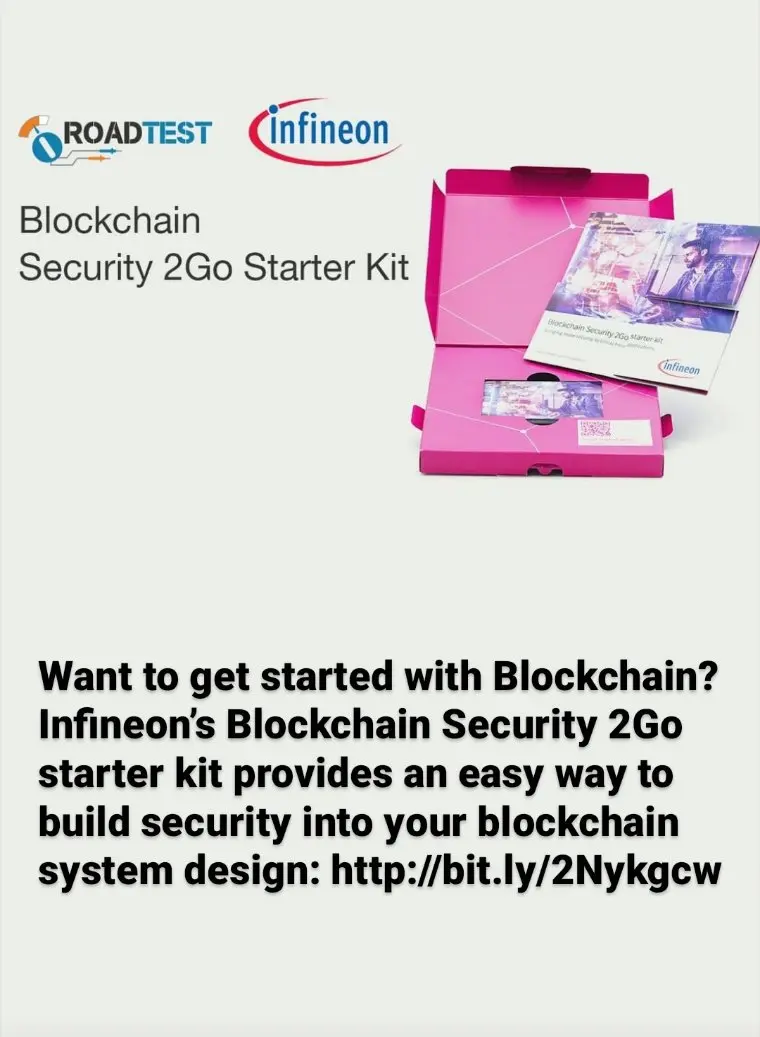 ROADTEST
infineon
Blockchain
Security 2Go Starter Kit
Blockchain Security 2Go starter kit
infineon
Want to get started with Blockchain?
Infineon’s Blockchain Security 2Go
starter kit provides an easy way to
build security into your blockchain
system design: http://bit.ly/2Nykgcw